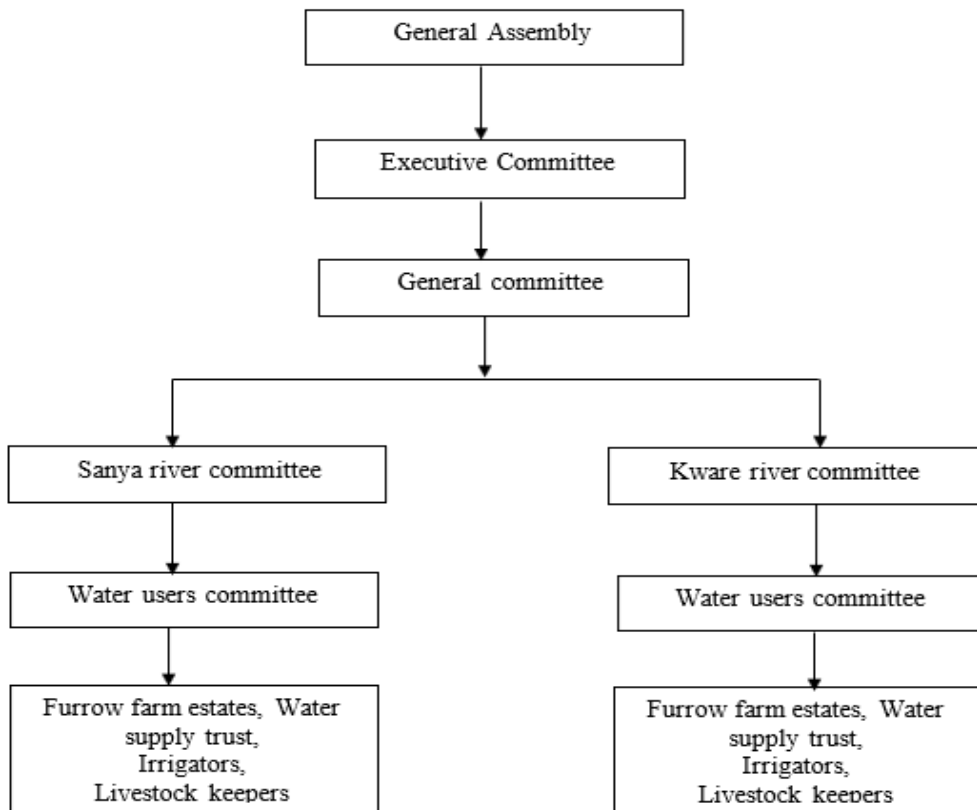 General Assembly
Executive Committee
General committee
Sanya river committee
Kware river committee
Water users committee
Water users committee
Furrow farm estates, Water
supply trust,
Irrigators,
Livestock keepers
Furrow farm estates, Water
supply trust,
Irrigators,
Livestock keepers